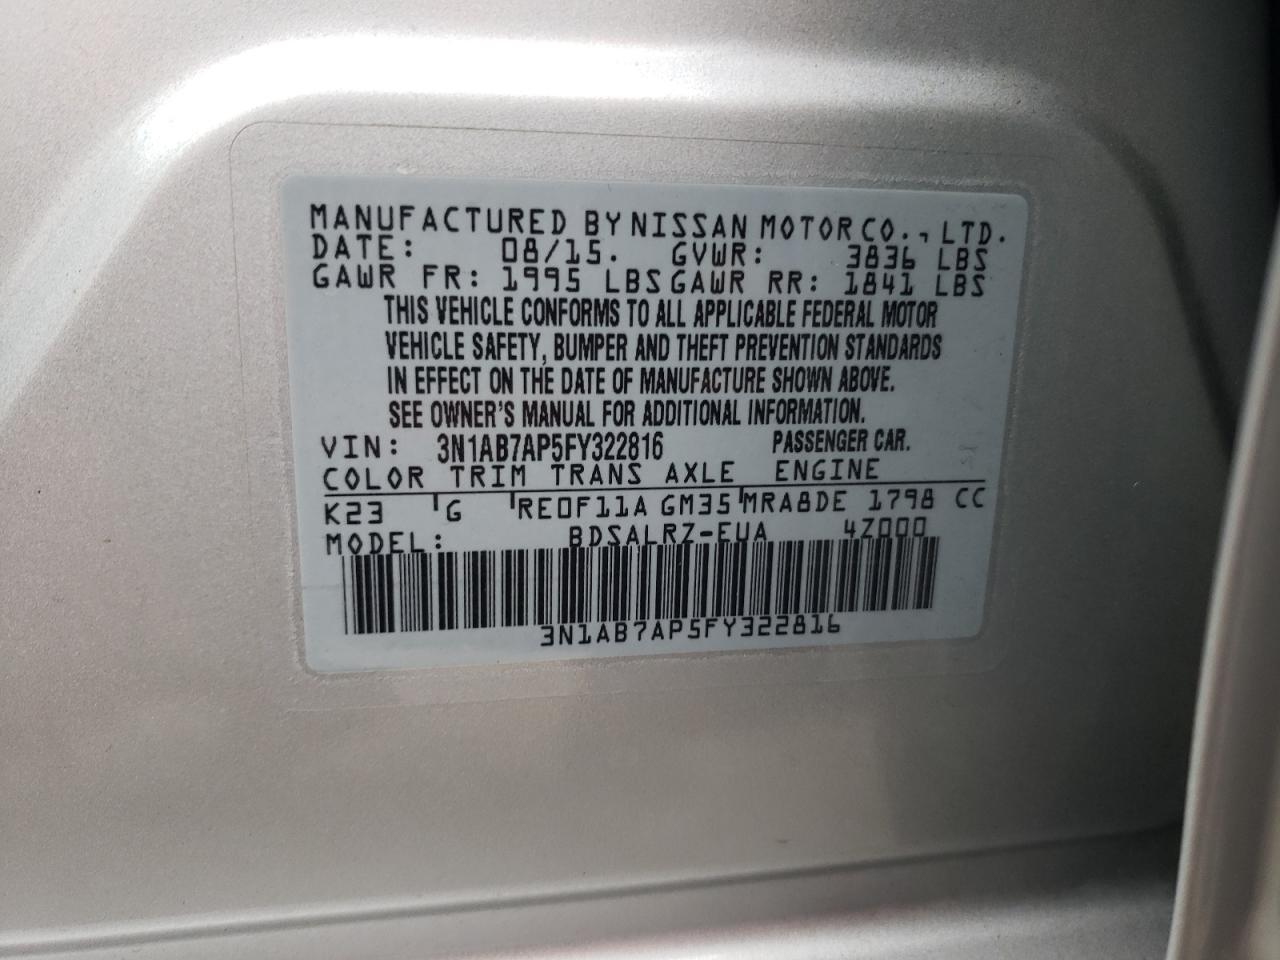 MANUFACTURED BY NISSAN MOTOR CO., LTD.
DATE: 08/15. GVWR: 3836 LBS
GAWR FR: 1995 LBS GAWR RR: 1841 LBS
THIS VEHICLE CONFORMS TO ALL APPLICABLE FEDERAL MOTOR
VEHICLE SAFETY, BUMPER AND THEFT PREVENTION STANDARDS
IN EFFECT ON THE DATE OF MANUFACTURE SHOWN ABOVE.
SEE OWNER'S MANUAL FOR ADDITIONAL INFORMATION.
VIN: 3N1AB7AP5FY322816 PASSENGER CAR.
COLOR TRIM TRANS AXLE ENGINE
K23 G RE0F11A GM35 MRA8DE 1798 CC
MODEL: BDSALRZ-EUA 4Z000
3N1AB7AP5FY322816